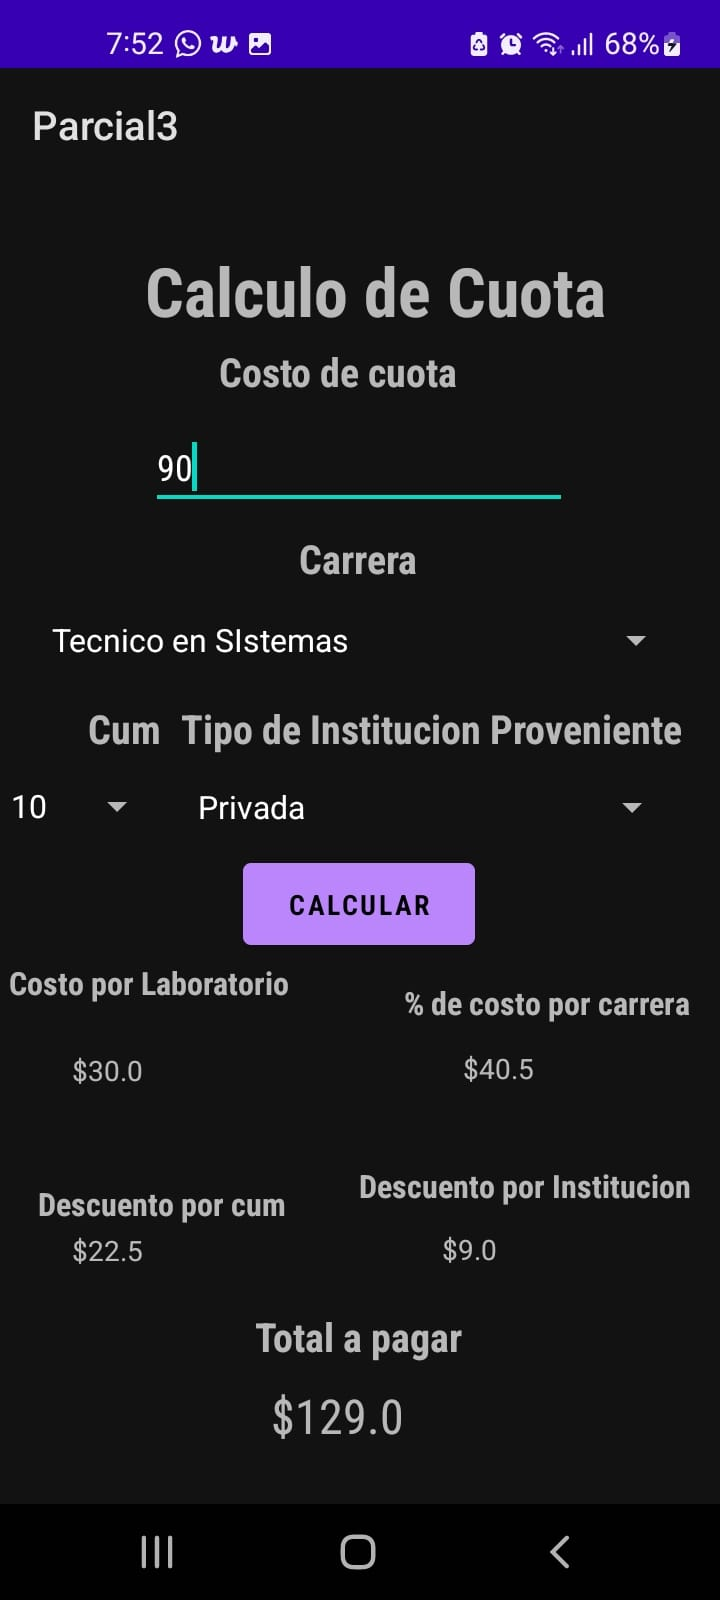 7:52 68%
Parcial3
Calculo de Cuota
Costo de cuota
90
Carrera
Tecnico en SIstemas
Cum Tipo de Institucion Proveniente
10 Privada
CALCULAR
Costo por Laboratorio
% de costo por carrera
$30.0 $40.5
Descuento por cum
Descuento por Institucion
$22.5 $9.0
Total a pagar
$129.0